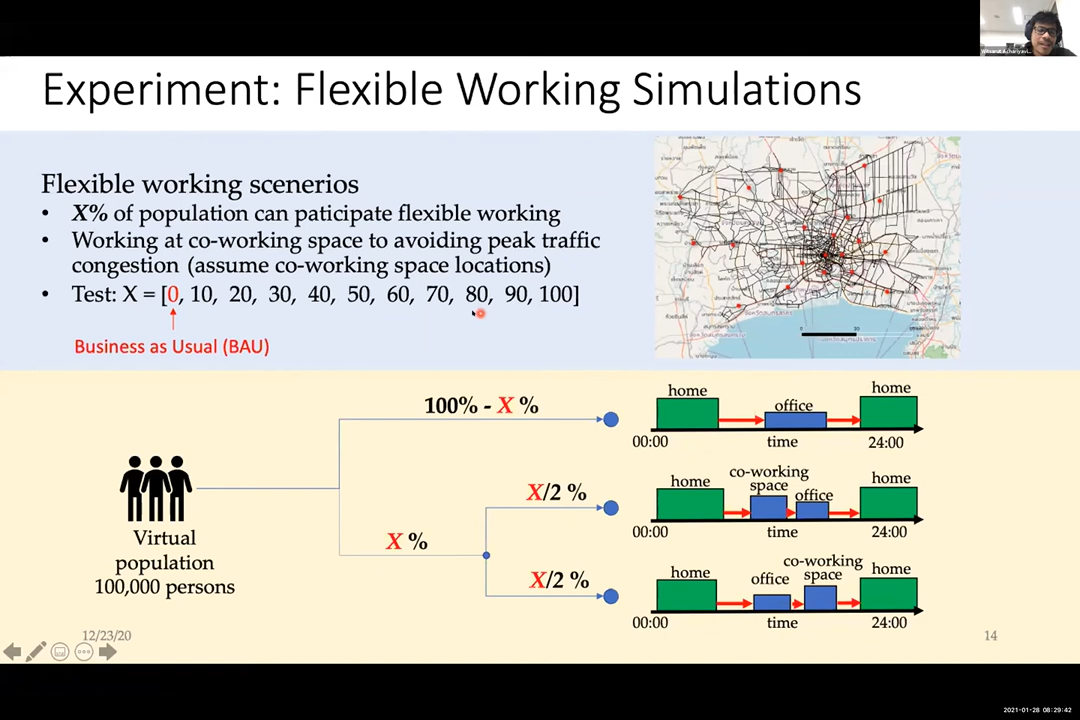 Experiment: Flexible Working Simulations
Flexible working scenerios
• X% of population can paticipate flexible working
• Working at co-working space to avoiding peak traffic
congestion (assume co-working space locations)
• Test: X = [0, 10, 20, 30, 40, 50, 60, 70, 80, 90, 100]
Business as Usual (BAU)
100% - X %
home
office
home
00:00
time
24:00
Virtual
population
100,000 persons
X %
X/2 %
home
co-working
space
office
home
00:00
time
24:00
X/2 %
home
office
co-working
space
home
00:00
time
24:00
12/23/20
14
2021-01-28 08:29:42